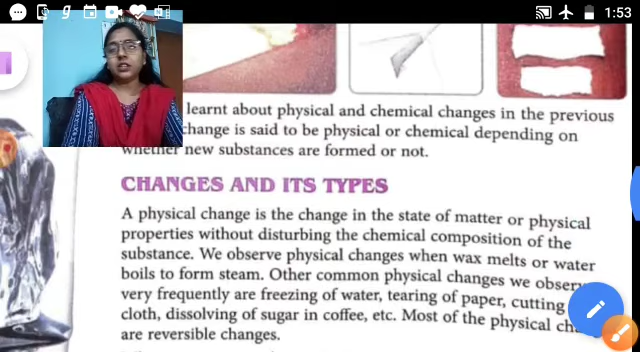 1:53
learnt about physical and chemical changes in the previous
change is said to be physical or chemical depending on
whether new substances are formed or not.
CHANGES AND ITS TYPES
A physical change is the change in the state of matter or physical
properties without disturbing the chemical composition of the
substance. We observe physical changes when wax melts or water
boils to form steam. Other common physical changes we
very frequently are freezing of water, tearing of paper, cutting
cloth, dissolving of sugar in coffee, etc. Most of the physical
are reversible changes.